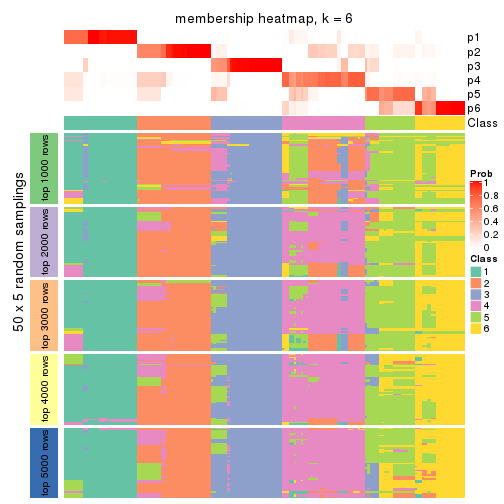 membership heatmap, k = 6
p1
p2
p3
p4
p5
p6
Class
50 x 5 random samplings
top 1000 rows
top 2000 rows
top 3000 rows
top 4000 rows
top 5000 rows
Prob
1
0.8
0.6
0.4
0.2
0
Class
1
2
3
4
5
6